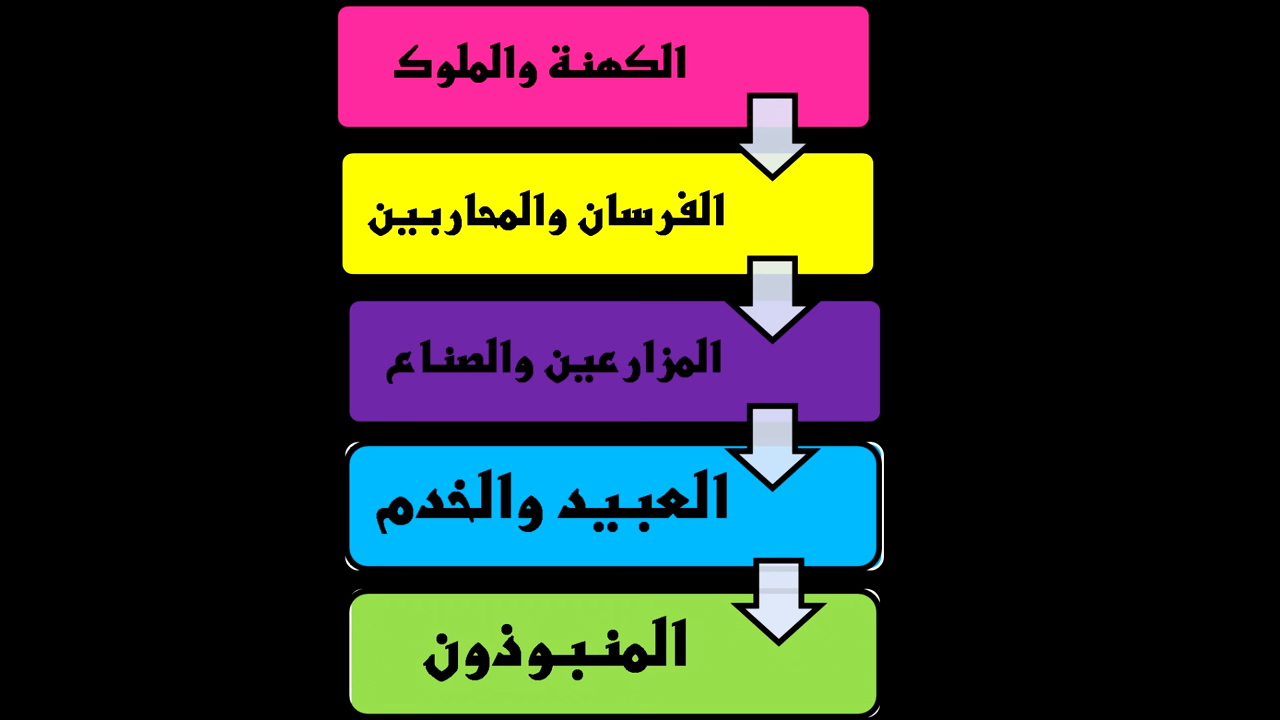 الكهنة والملوك
الفرسان والمحاربين
المزارعين والصناع
العبيد والخدم
المنبوذون